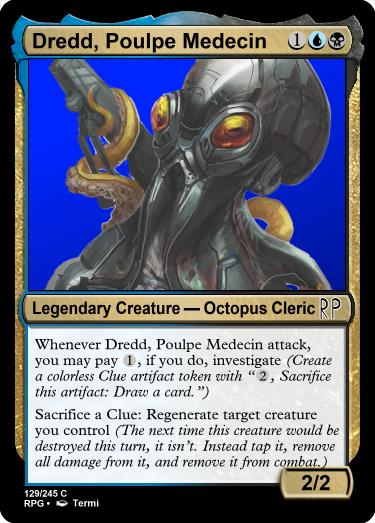 Dredd, Poulpe Medecin 1
Legendary Creature — Octopus Cleric RP
Whenever Dredd, Poulpe Medecin attack,
you may pay 1, if you do, investigate (Create
a colorless Clue artifact token with “2, Sacrifice
this artifact: Draw a card.”)
Sacrifice a Clue: Regenerate target creature
you control (The next time this creature would be
destroyed this turn, it isn't. Instead tap it, remove
all damage from it, and remove it from combat.)
2/2
129/245 C
RPG • Termi